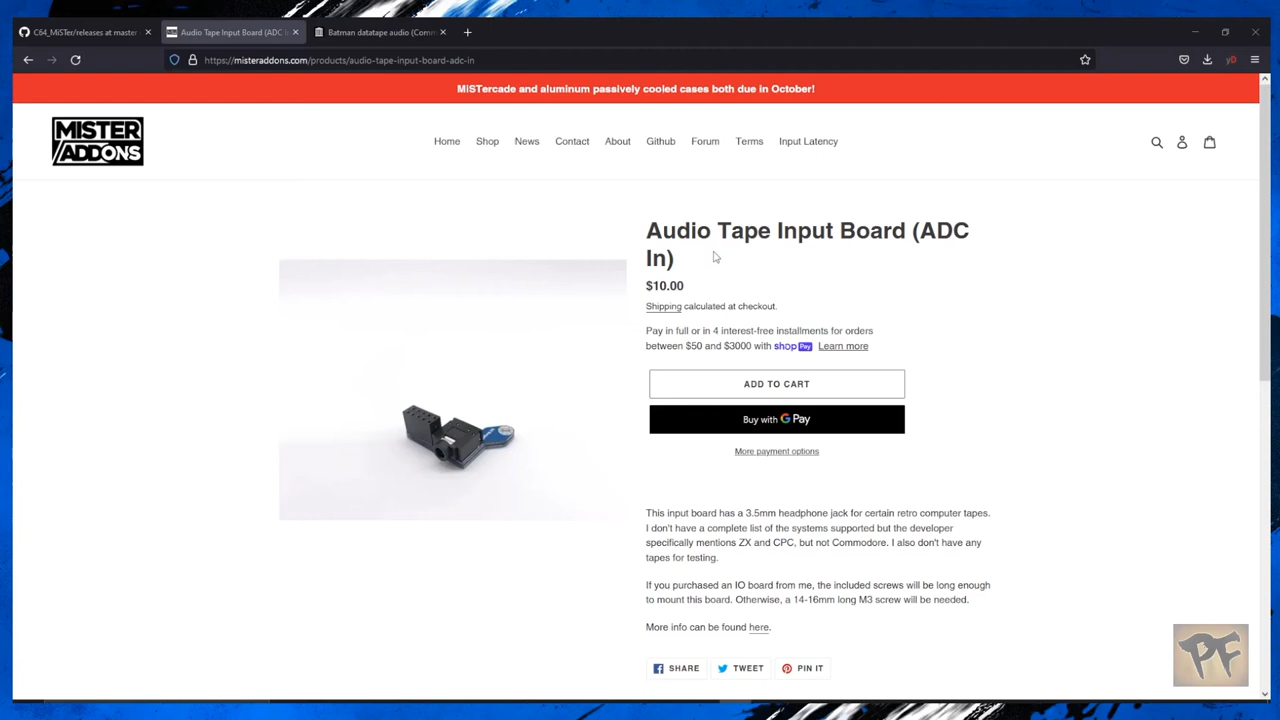 C64_MiSTer/releases at master
Audio Tape Input Board (ADC I
Batman datatape audio (Comm
https://misteraddons.com/products/audio-tape-input-board-adc-in
MiSTercade and aluminum passively cooled cases both due in October!
MISTER
ADDONS
Home Shop News Contact About Github Forum Terms Input Latency
Audio Tape Input Board (ADC
In)
$10.00
Shipping calculated at checkout.
Pay in full or in 4 interest-free installments for orders
between $50 and $3000 with shop Pay Learn more
ADD TO CART
Buy with G Pay
More payment options
This input board has a 3.5mm headphone jack for certain retro computer tapes.
I don't have a complete list of the systems supported but the developer
specifically mentions ZX and CPC, but not Commodore. I also don't have any
tapes for testing.
If you purchased an IO board from me, the included screws will be long enough
to mount this board. Otherwise, a 14-16mm long M3 screw will be needed.
More info can be found here.
SHARE TWEET PIN IT
PF